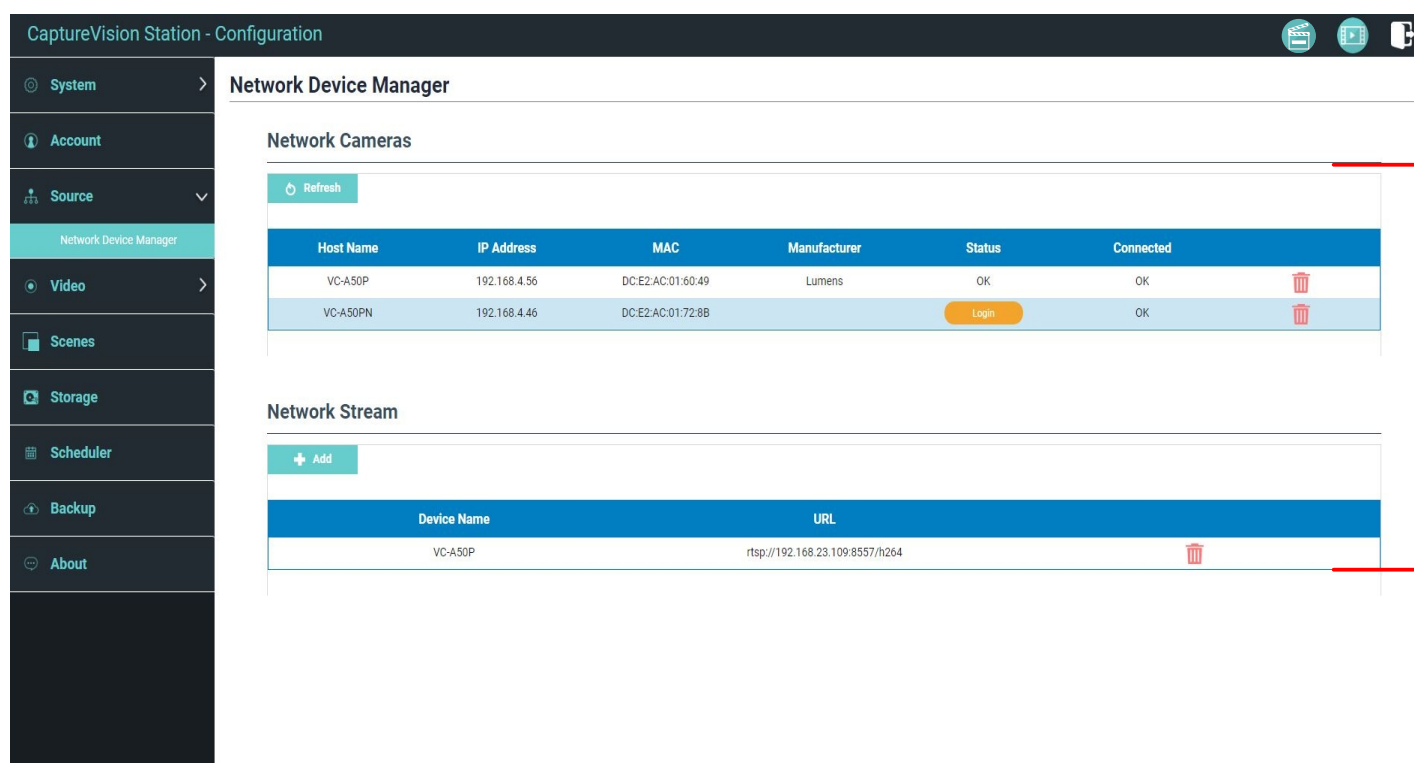 CaptureVision Station - Configuration
System
Account
Source
Network Device Manager
Video
Scenes
Storage
Scheduler
Backup
About
Network Device Manager
Network Cameras
Refresh
Host Name IP Address MAC Manufacturer Status Connected
VC-A50P 192.168.4.56 DC:E2:AC:01:60:49 Lumens OK OK
VC-A50PN 192.168.4.46 DC:E2:AC:01:72:8B Login OK
Network Stream
Add
Device Name URL
VC-A50P rtsp://192.168.23.109:8557/h264